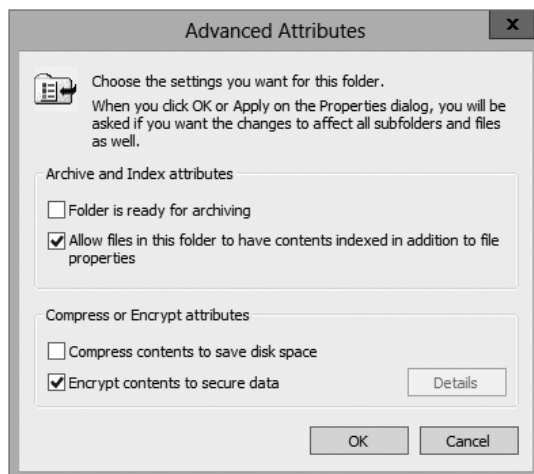 Advanced Attributes
x
Choose the settings you want for this folder.
When you click OK or Apply on the Properties dialog, you will be
asked if you want the changes to affect all subfolders and files
as well.
Archive and Index attributes
Folder is ready for archiving
Allow files in this folder to have contents indexed in addition to file
properties
Compress or Encrypt attributes
Compress contents to save disk space
Encrypt contents to secure data
Details
OK
Cancel